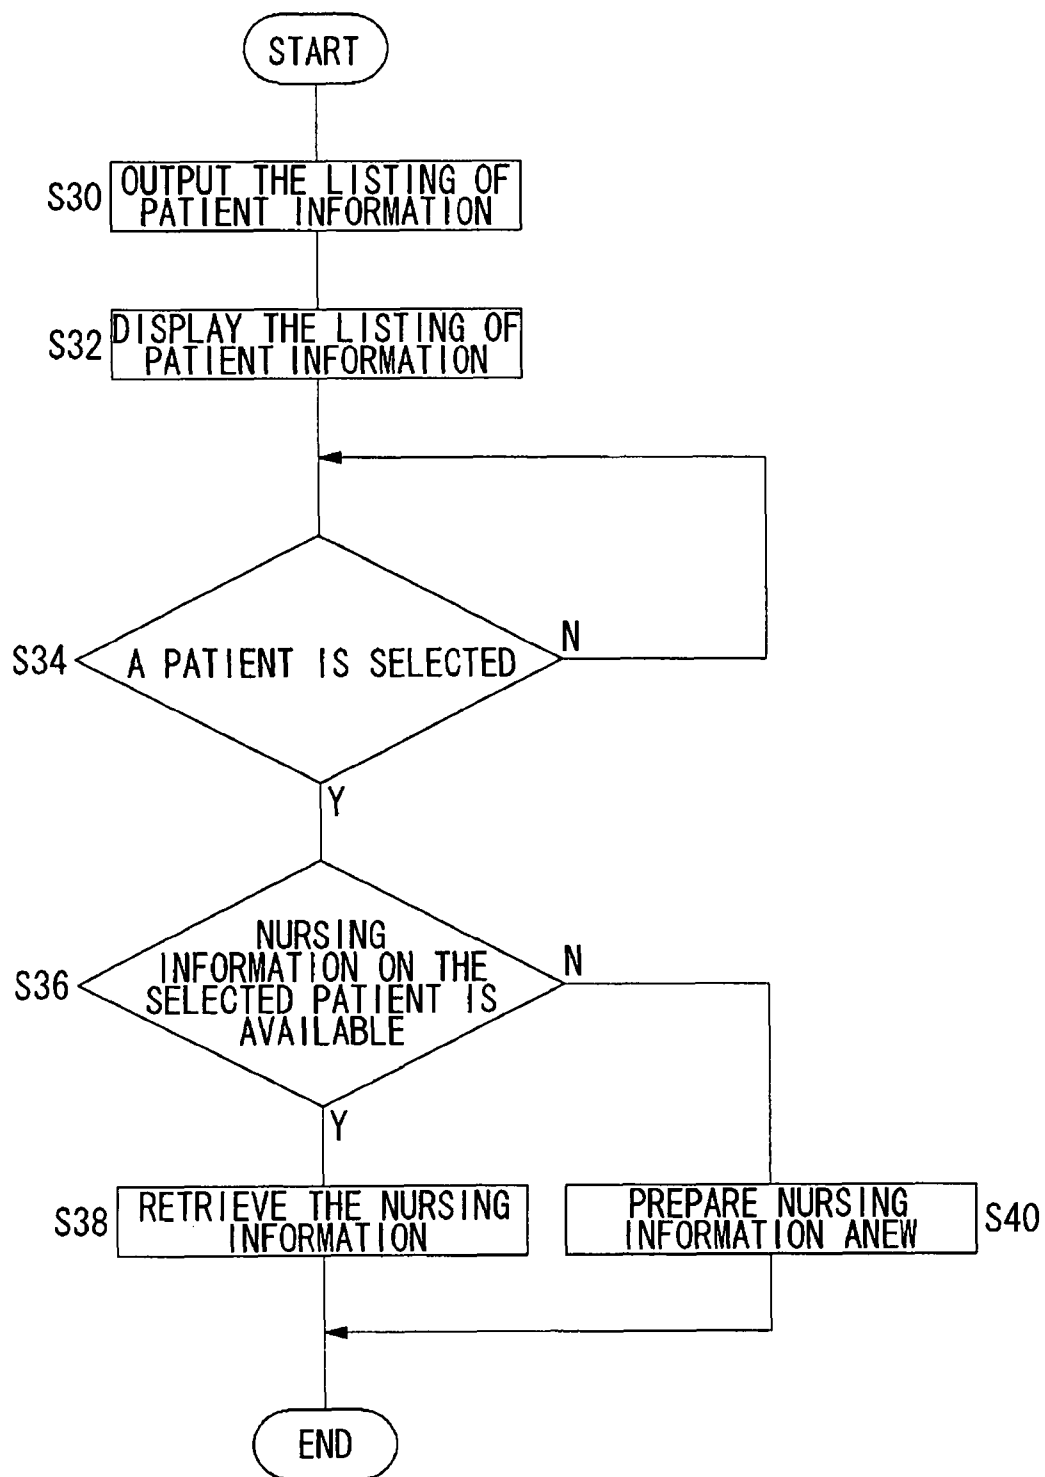 START
S30
OUTPUT THE LISTING OF
PATIENT INFORMATION
S32
DISPLAY THE LISTING OF
PATIENT INFORMATION
S34
A PATIENT IS SELECTED
N
Y
S36
NURSING
INFORMATION ON THE
SELECTED PATIENT IS
AVAILABLE
N
Y
S38
RETRIEVE THE NURSING
INFORMATION
PREPARE NURSING
INFORMATION ANEW
S40
END